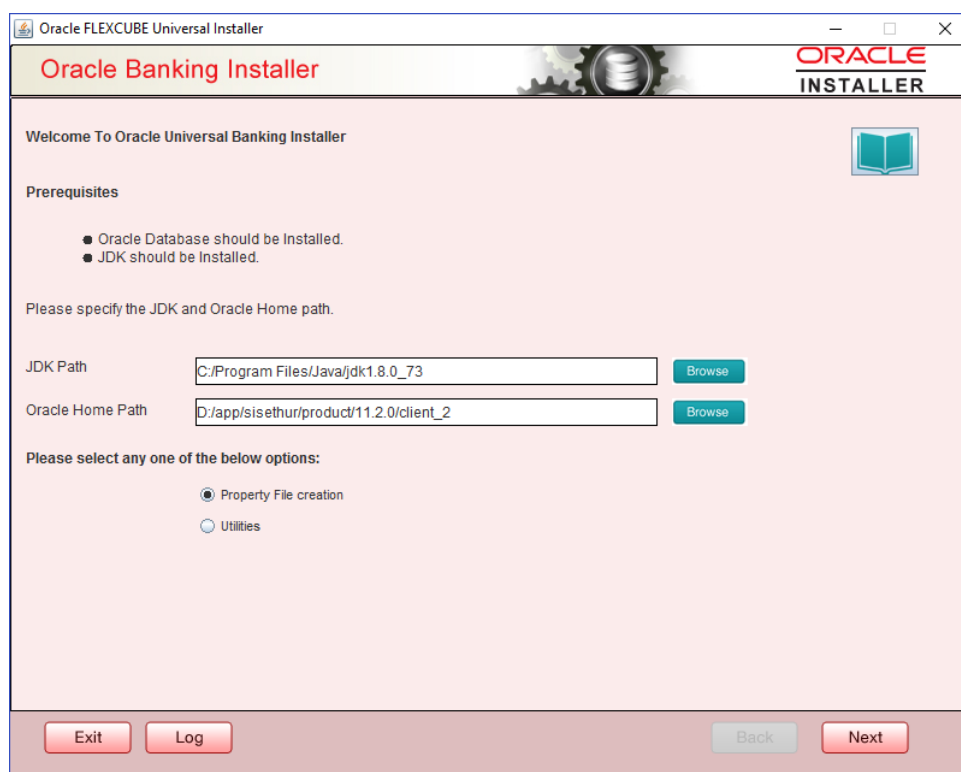 Oracle FLEXCUBE Universal Installer
Oracle Banking Installer
ORACLE
INSTALLER
Welcome To Oracle Universal Banking Installer
Prerequisites
Oracle Database should be Installed.
JDK should be Installed.
Please specify the JDK and Oracle Home path.
JDK Path
C:/Program Files/Java/jdk1.8.0_73
Browse
Oracle Home Path
D:/app/sisethur/product/11.2.0/client_2
Browse
Please select any one of the below options:
Property File creation
Utilities
Exit
Log
Back
Next